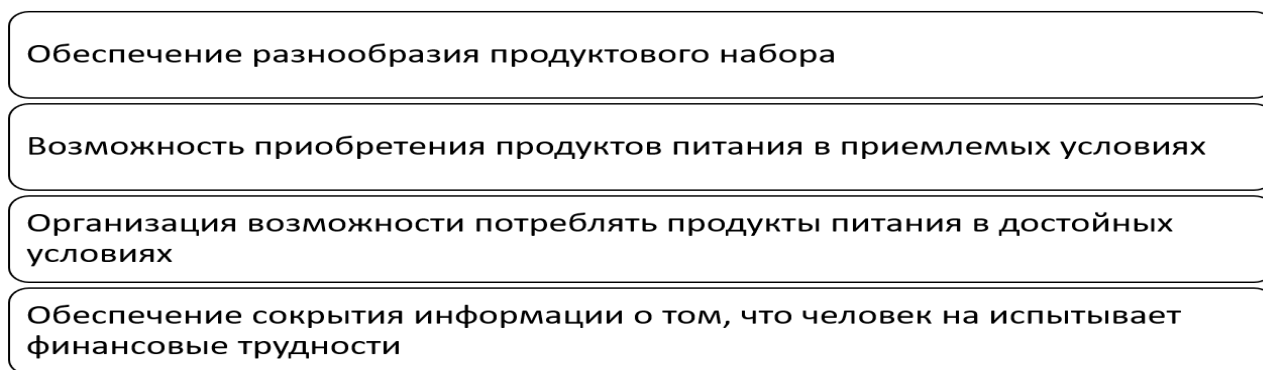 Обеспечение разнообразия продуктового набора
Возможность приобретения продуктов питания в приемлемых условиях
Организация возможности потреблять продукты питания в достойных
условиях
Обеспечение сокрытия информации о том, что человек на испытывает
финансовые трудности